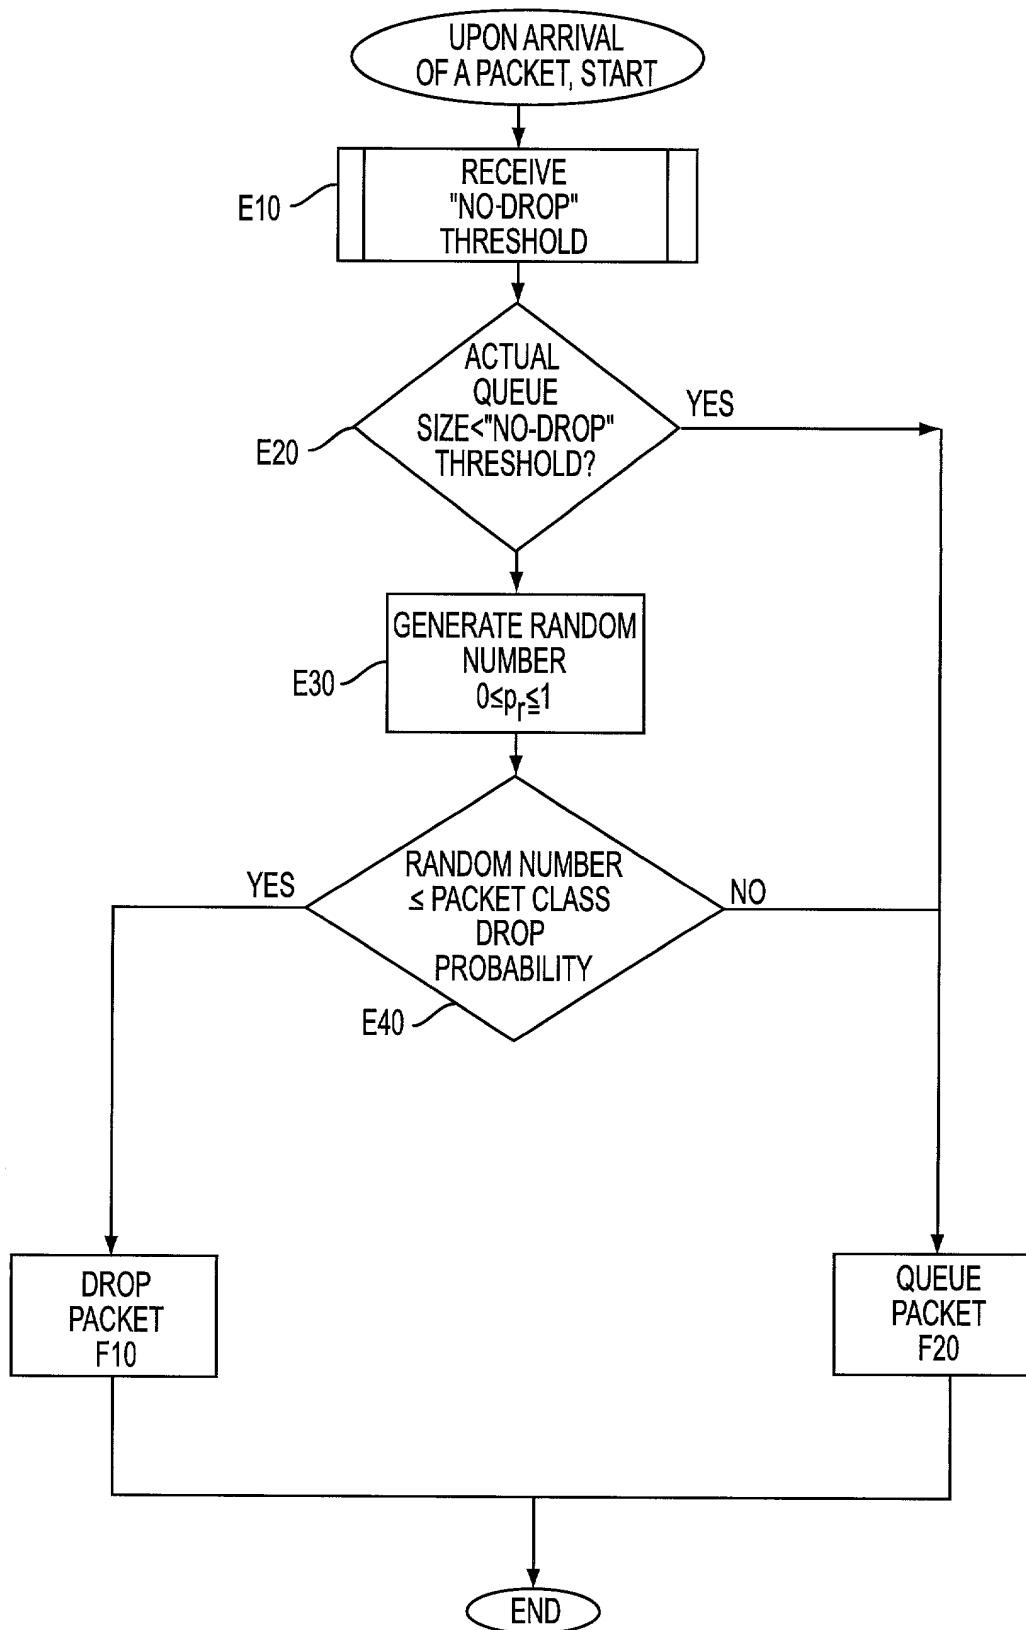 UPON ARRIVAL
OF A PACKET, START
RECEIVE
"NO-DROP"
THRESHOLD
E10
ACTUAL
QUEUE
SIZE<"NO-DROP"
THRESHOLD?
YES
E20
GENERATE RANDOM
NUMBER
0≤pr≦1
E30
RANDOM NUMBER
≤ PACKET CLASS
DROP
PROBABILITY
YES
NO
E40
DROP
PACKET
F10
QUEUE
PACKET
F20
END